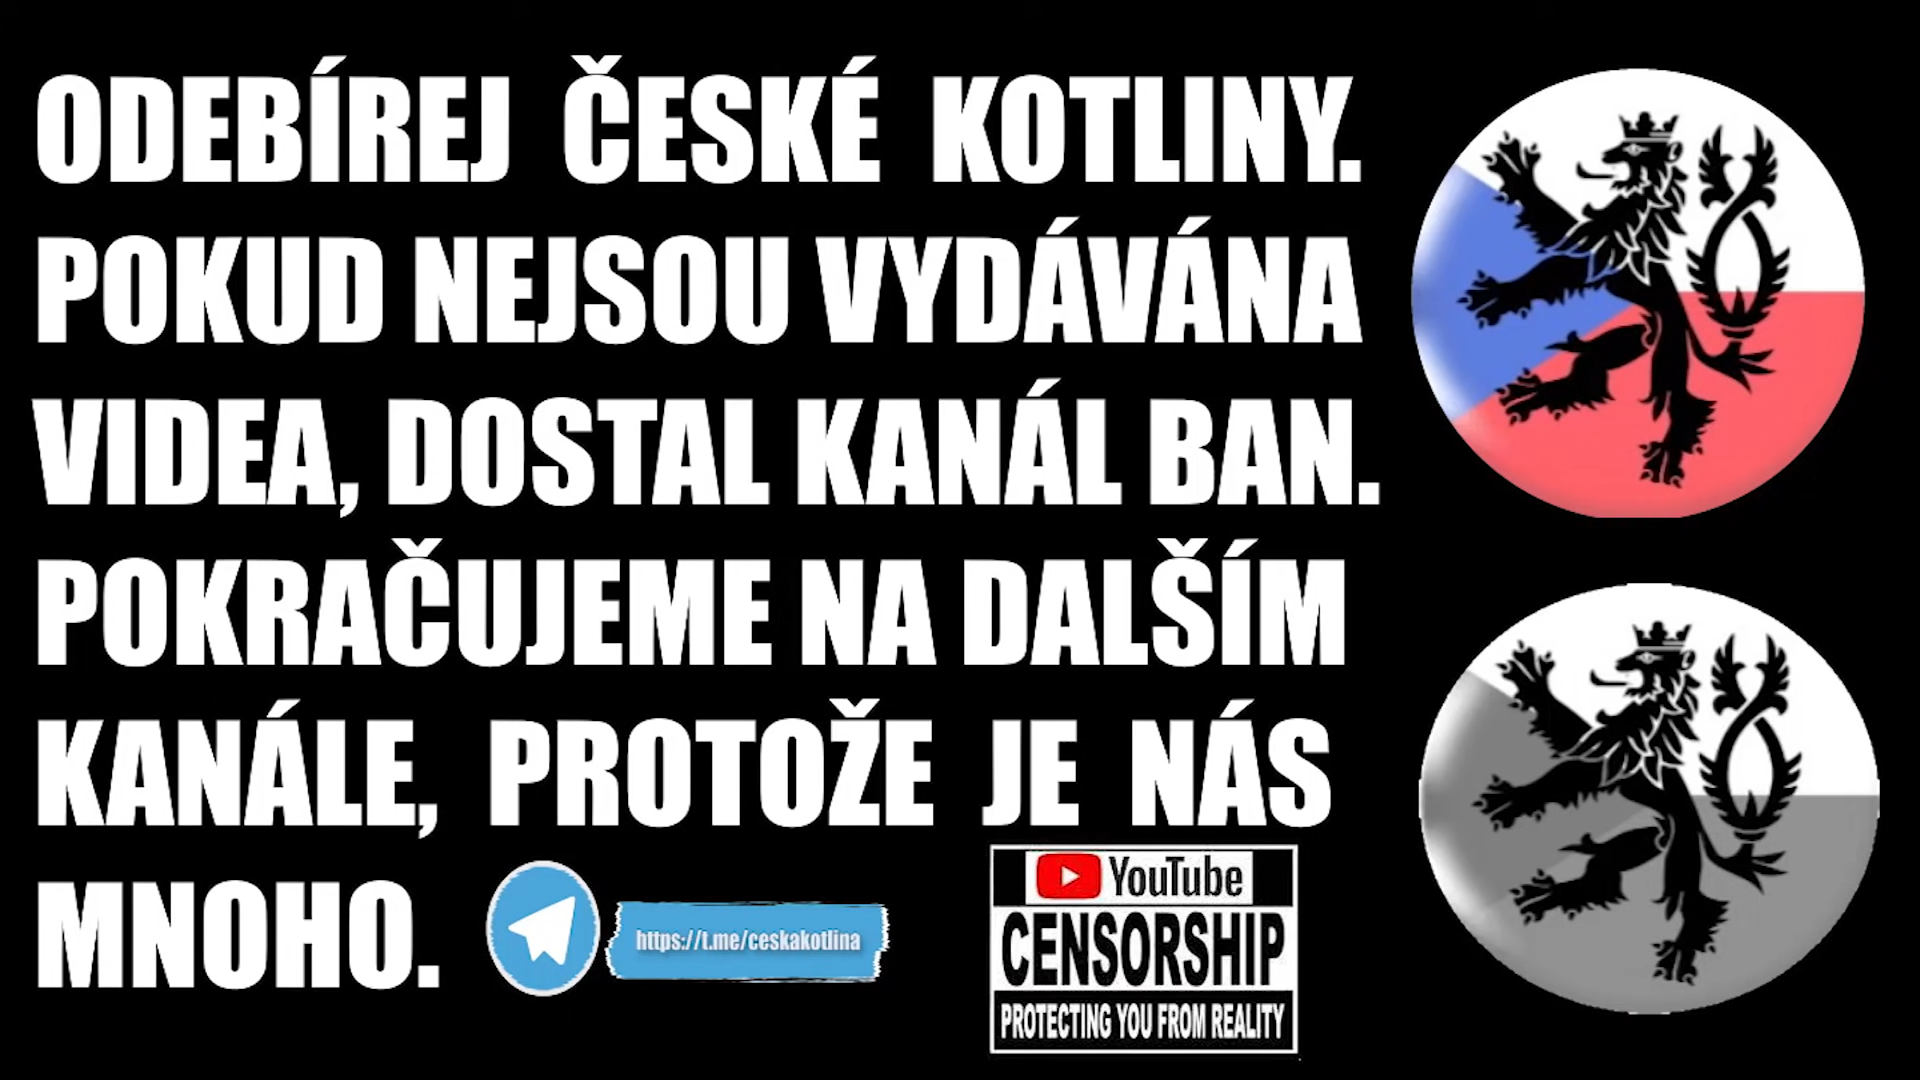 ODEBÍREJ ČESKÉ KOTLINY.
POKUD NEJSOU VYDÁVÁNA
VIDEA, DOSTAL KANÁL BAN.
POKRAČUJEME NA DALŠÍM
KANÁLE, PROTOŽE JE NÁS
MNOHO.
https://t.me/ceskakotlina
YouTube
CENSORSHIP
PROTECTING YOU FROM REALITY